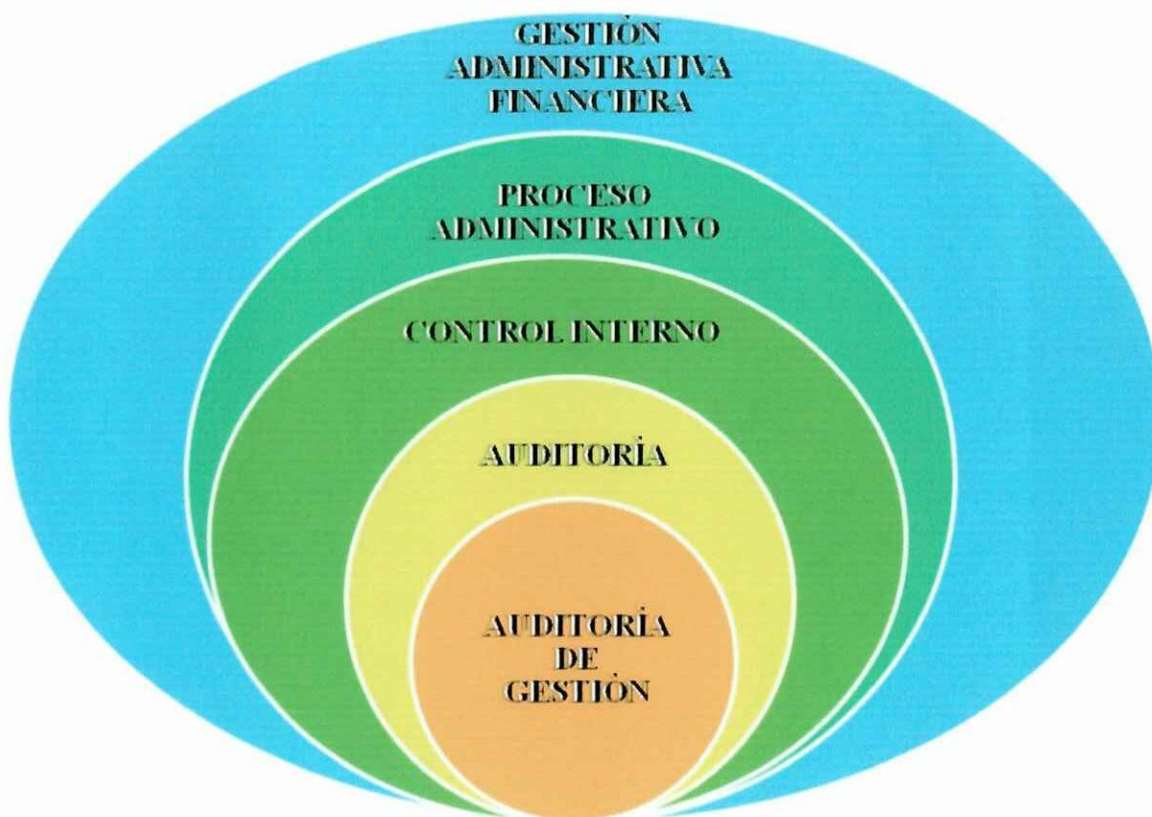 GESTIÓN
ADMINISTRATIVA
FINANCIERA
PROCESO
ADMINISTRATIVO
CONTROL INTERNO
AUDITORÍA
AUDITORÍA
DE
GESTIÓN